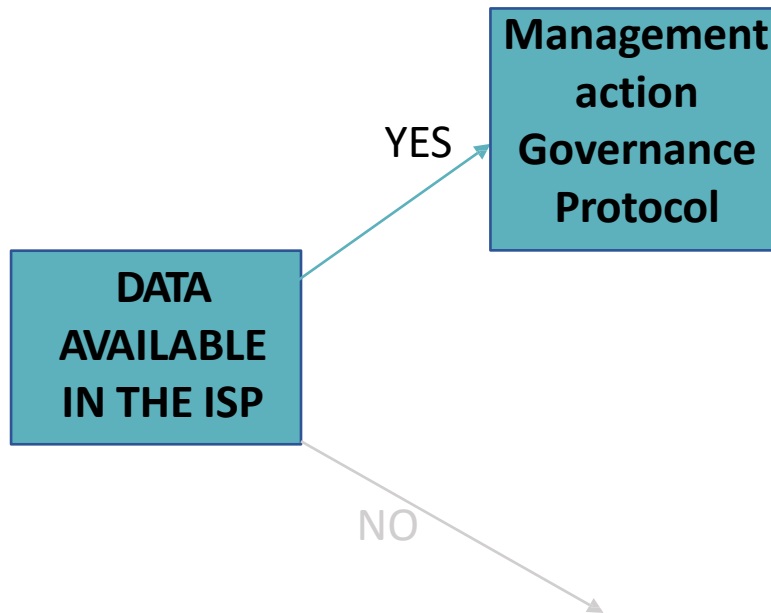 Management
action
Governance
Protocol
YES
DATA
AVAILABLE
IN THE ISP
NO